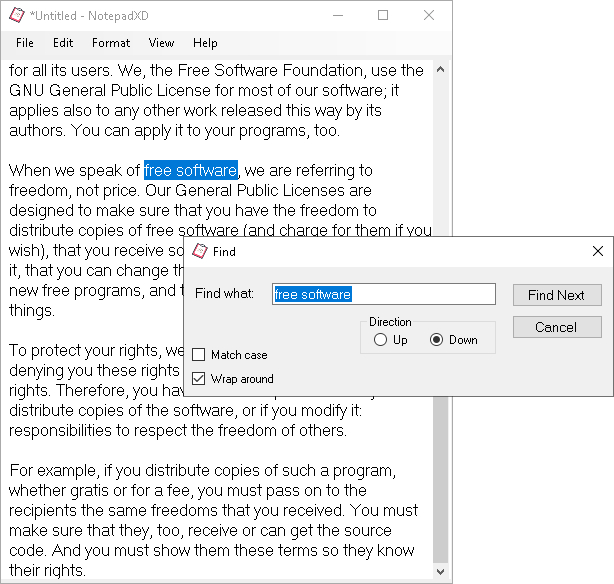 *Untitled - NotepadXD
File Edit Format View Help
for all its users. We, the Free Software Foundation, use the
GNU General Public License for most of our software; it
applies also to any other work released this way by its
authors. You can apply it to your programs, too.
When we speak of free software, we are referring to
freedom, not price. Our General Public Licenses are
designed to make sure that you have the freedom to
distribute copies of free software (and charge for them if you
wish), that you receive
it, that you can change
new free programs, and
things.
To protect your rights, we
denying you these rights
rights. Therefore, you
distribute copies of the software, or if you modify it:
responsibilities to respect the freedom of others.
For example, if you distribute copies of such a program,
whether gratis or for a fee, you must pass on to the
recipients the same freedoms that you received. You must
make sure that they, too, receive or can get the source
code. And you must show them these terms so they know
their rights.
Find
Find what: free software
Find Next
Direction
Up Down
Cancel
Match case
Wrap around